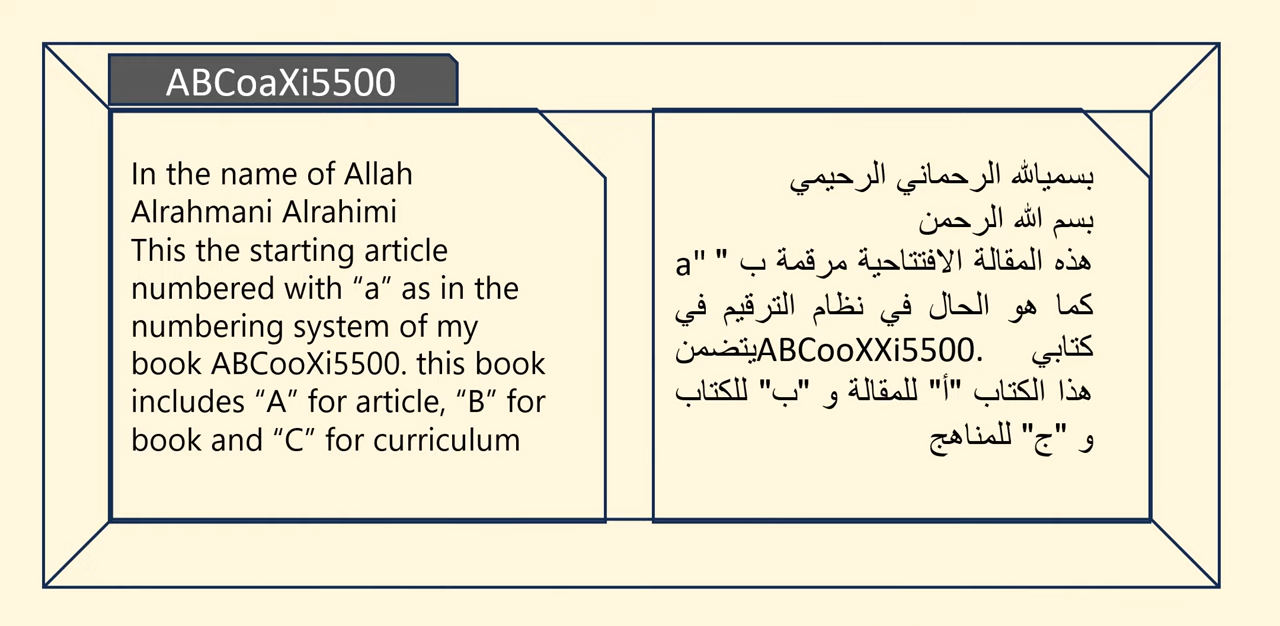 ABCoaXi5500
In the name of Allah
Alrahmani Alrahimi
This the starting article
numbered with “a” as in the
numbering system of my
book ABCooXi5500. this book
includes “A” for article, “B” for
book and “C” for curriculum
بسميالله الرحماني الرحيمي
بسم الله الرحمن
هذه المقالة الافتتاحية مرقمة ب " "a
كما هو الحال في نظام الترقيم في
كتابي ABCooXXi5500.يتضمن
هذا الكتاب "أ" للمقالة و "ب" للكتاب
و "ج" للمناهج